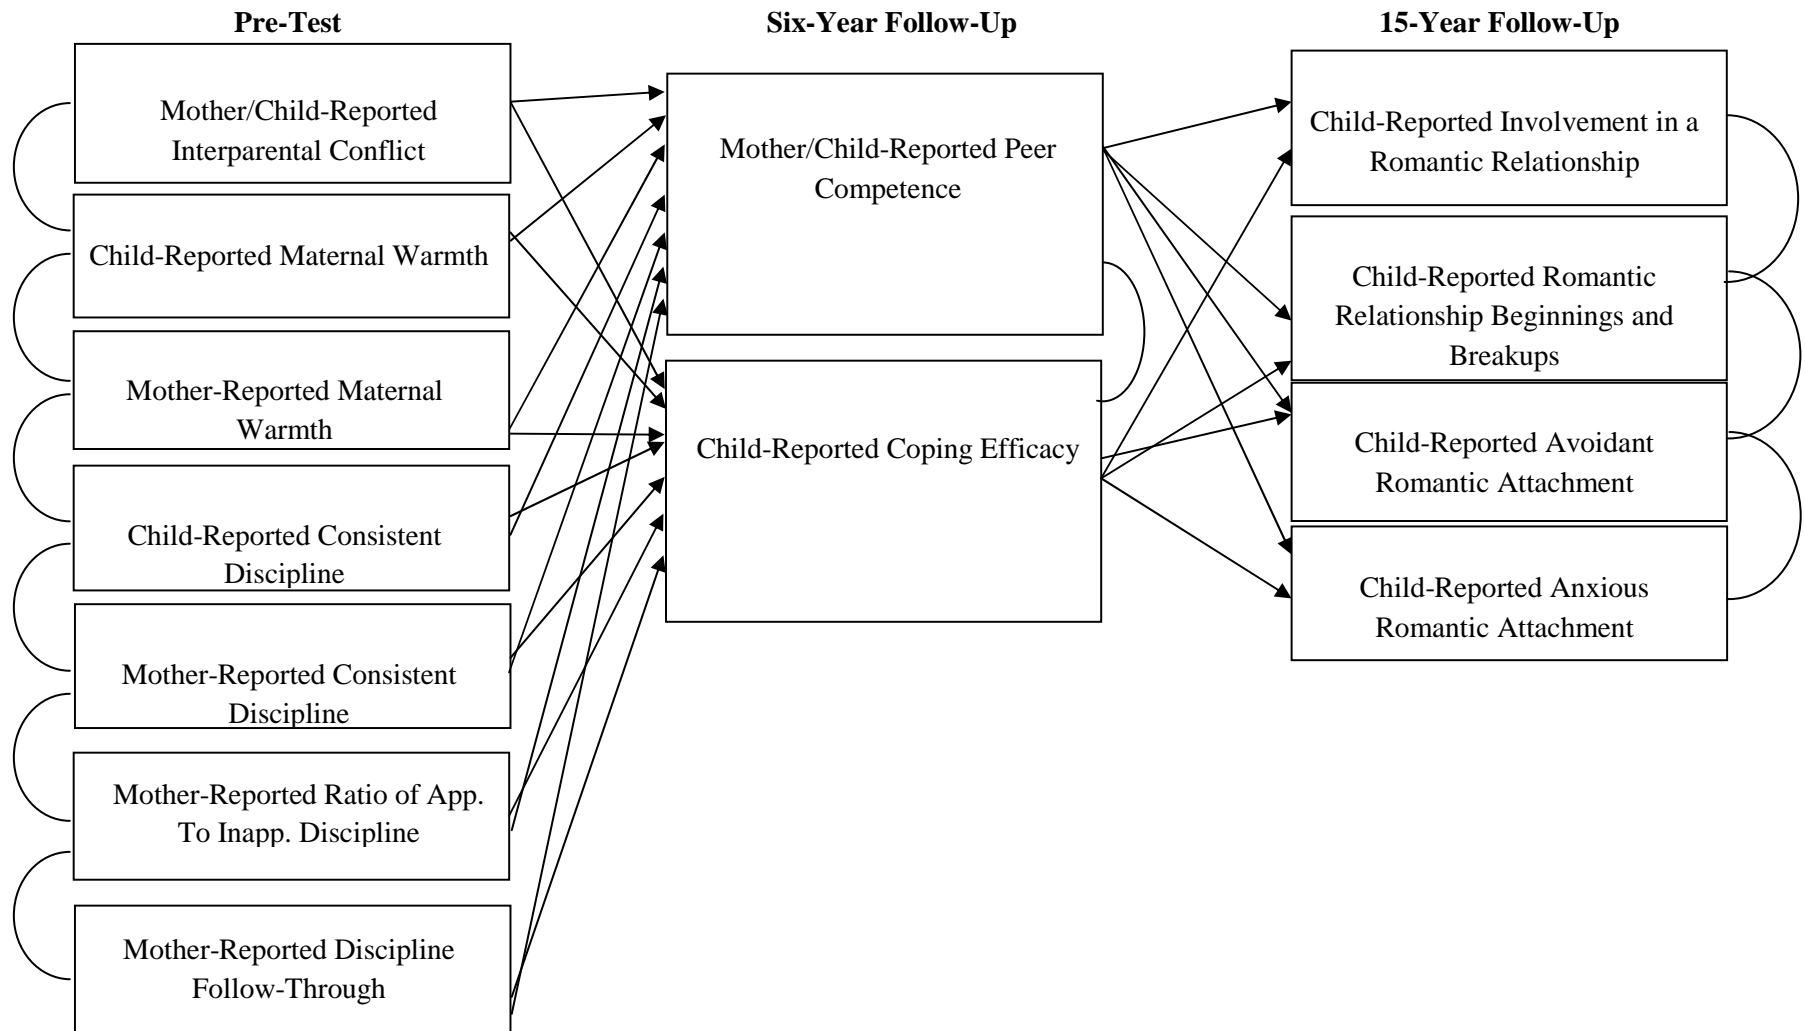 Pre-Test
Mother/Child-Reported
Interparental Conflict
Child-Reported Maternal Warmth
Mother-Reported Maternal
Warmth
Child-Reported Consistent
Discipline
Mother-Reported Consistent
Discipline
Mother-Reported Ratio of App.
To Inapp. Discipline
Mother-Reported Discipline
Follow-Through
Six-Year Follow-Up
Mother/Child-Reported Peer
Competence
Child-Reported Coping Efficacy
15-Year Follow-Up
Child-Reported Involvement in a
Romantic Relationship
Child-Reported Romantic
Relationship Beginnings and
Breakups
Child-Reported Avoidant
Romantic Attachment
Child-Reported Anxious
Romantic Attachment